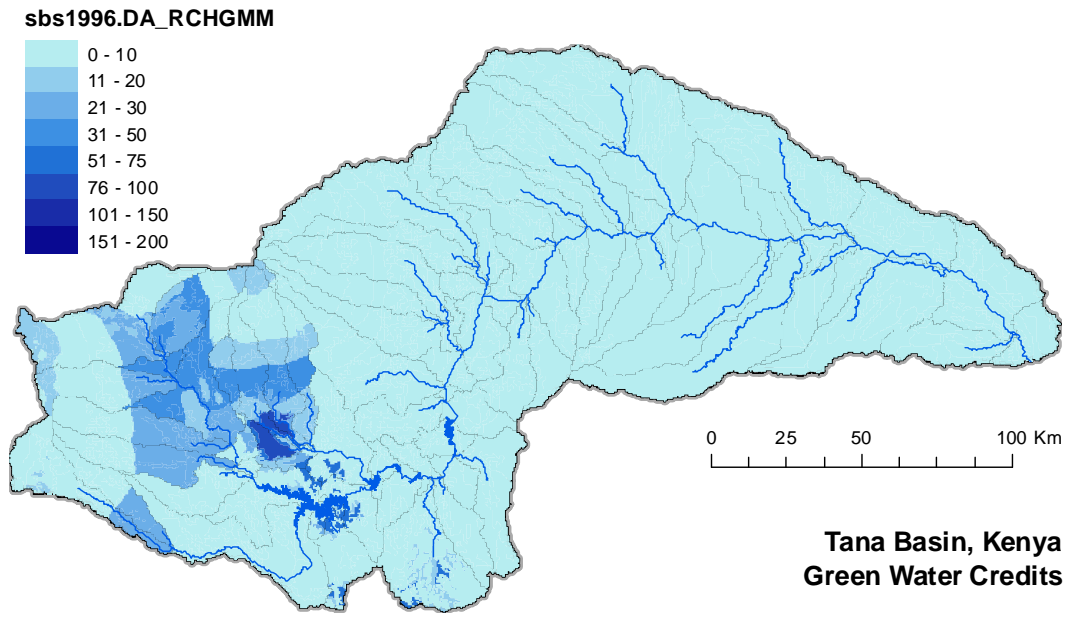 sbs1996.DA_RCHGMM
0 - 10
11 - 20
21 - 30
31 - 50
51 - 75
76 - 100
101 - 150
151 - 200
0 25 50 100 Km
Tana Basin, Kenya
Green Water Credits